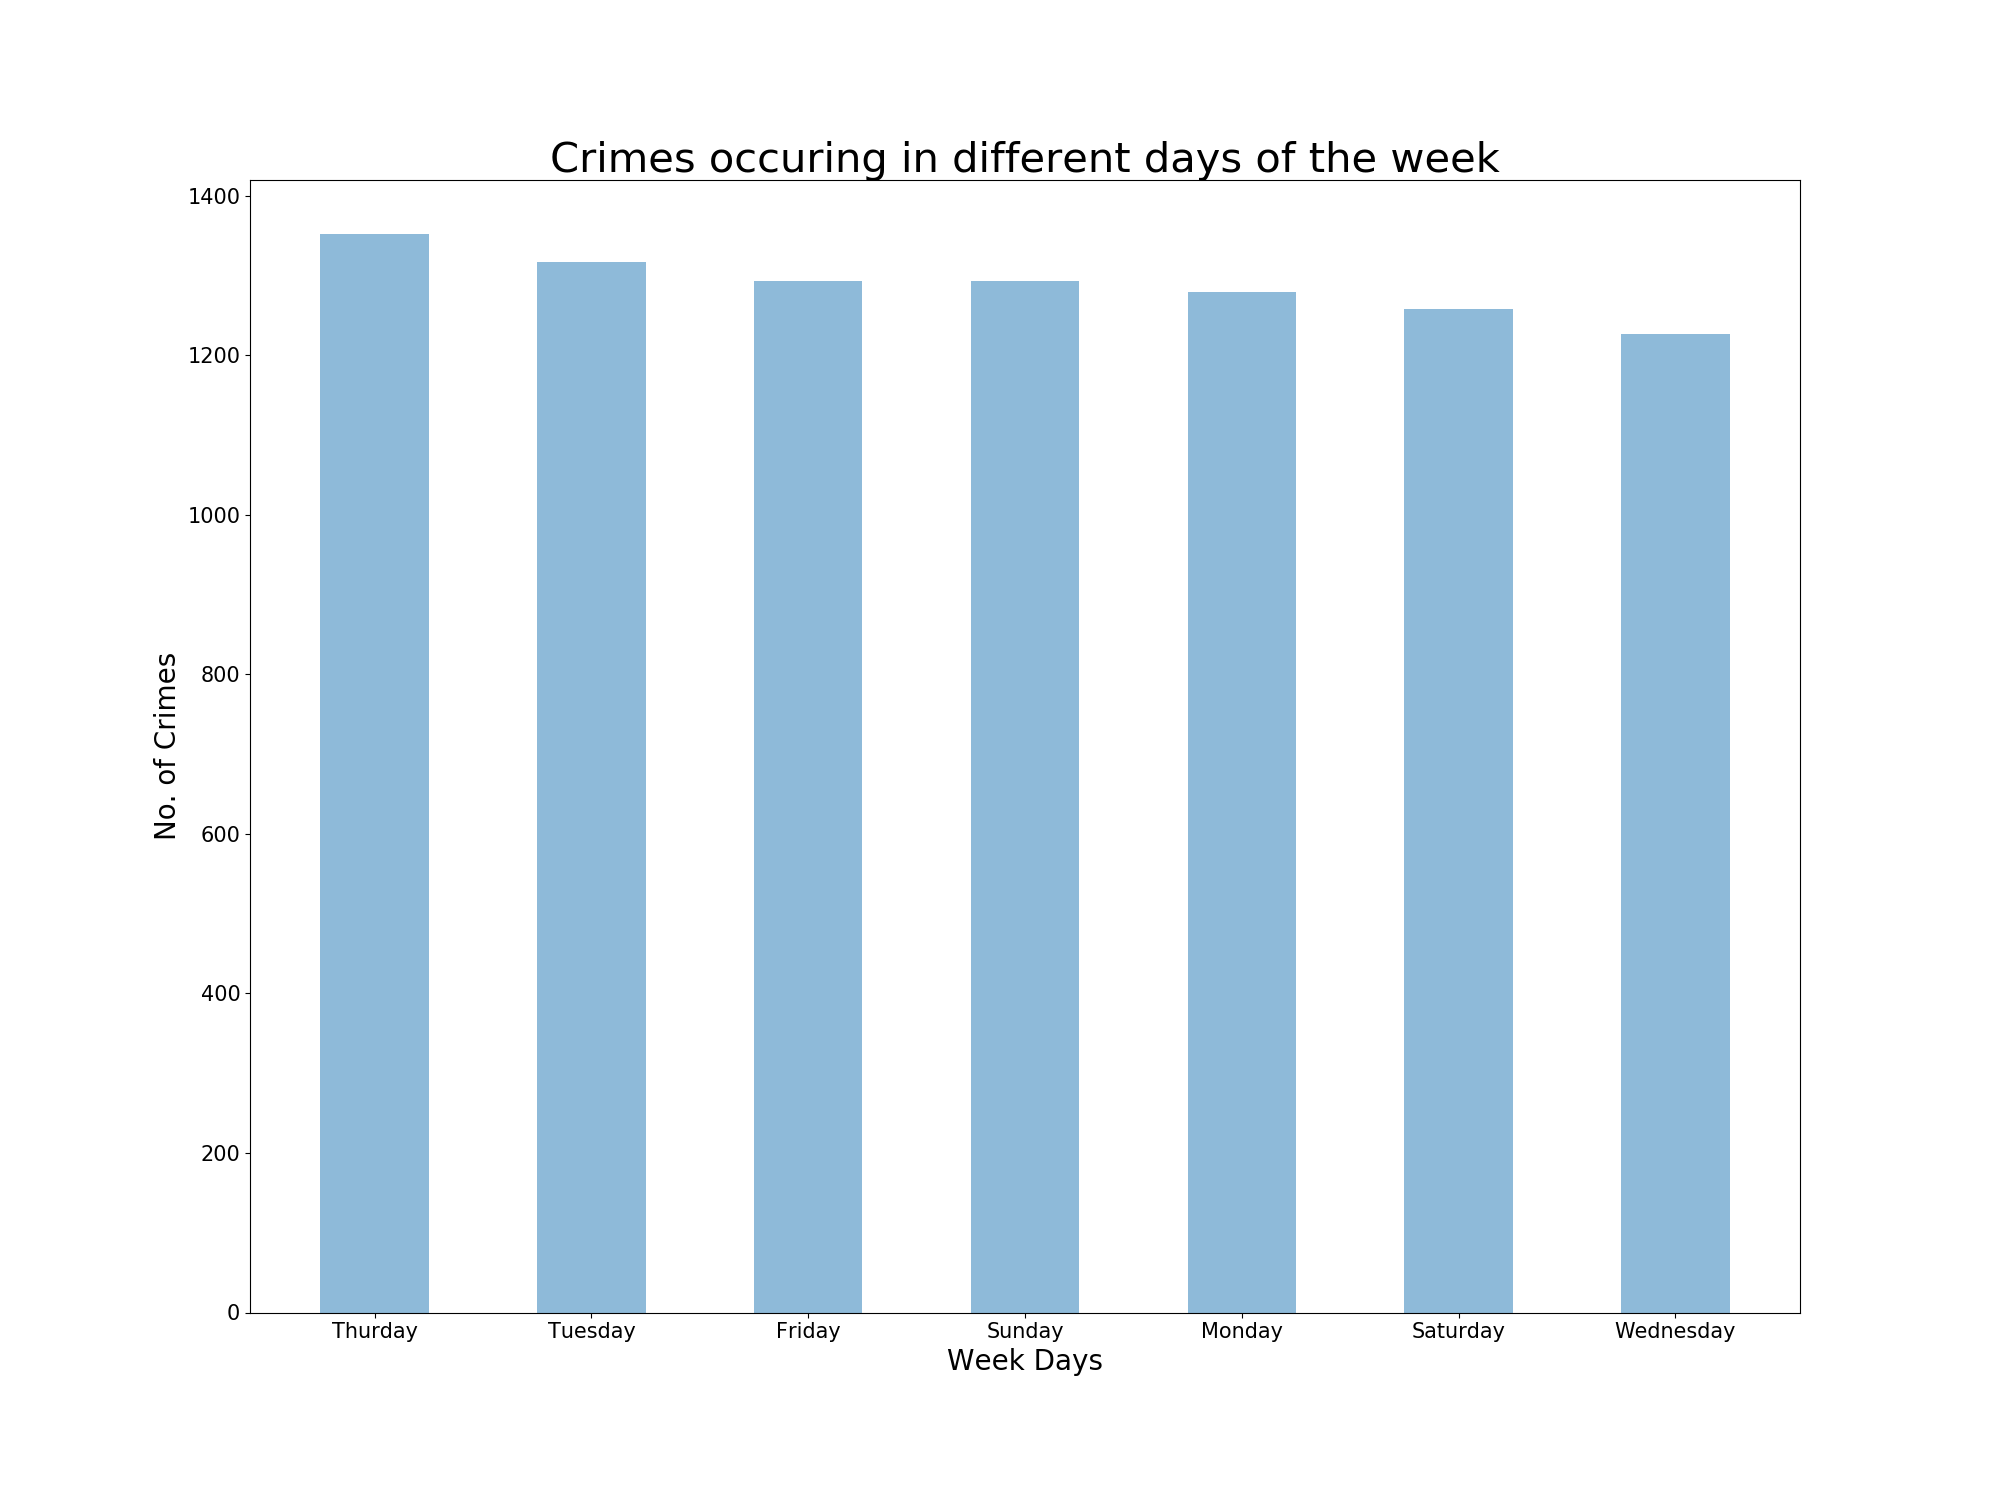 Crimes occuring in different days of the week
1400
1200
1000
800
600
400
200
0
No. of Crimes
Thurday Tuesday Friday Sunday Monday Saturday Wednesday
Week Days